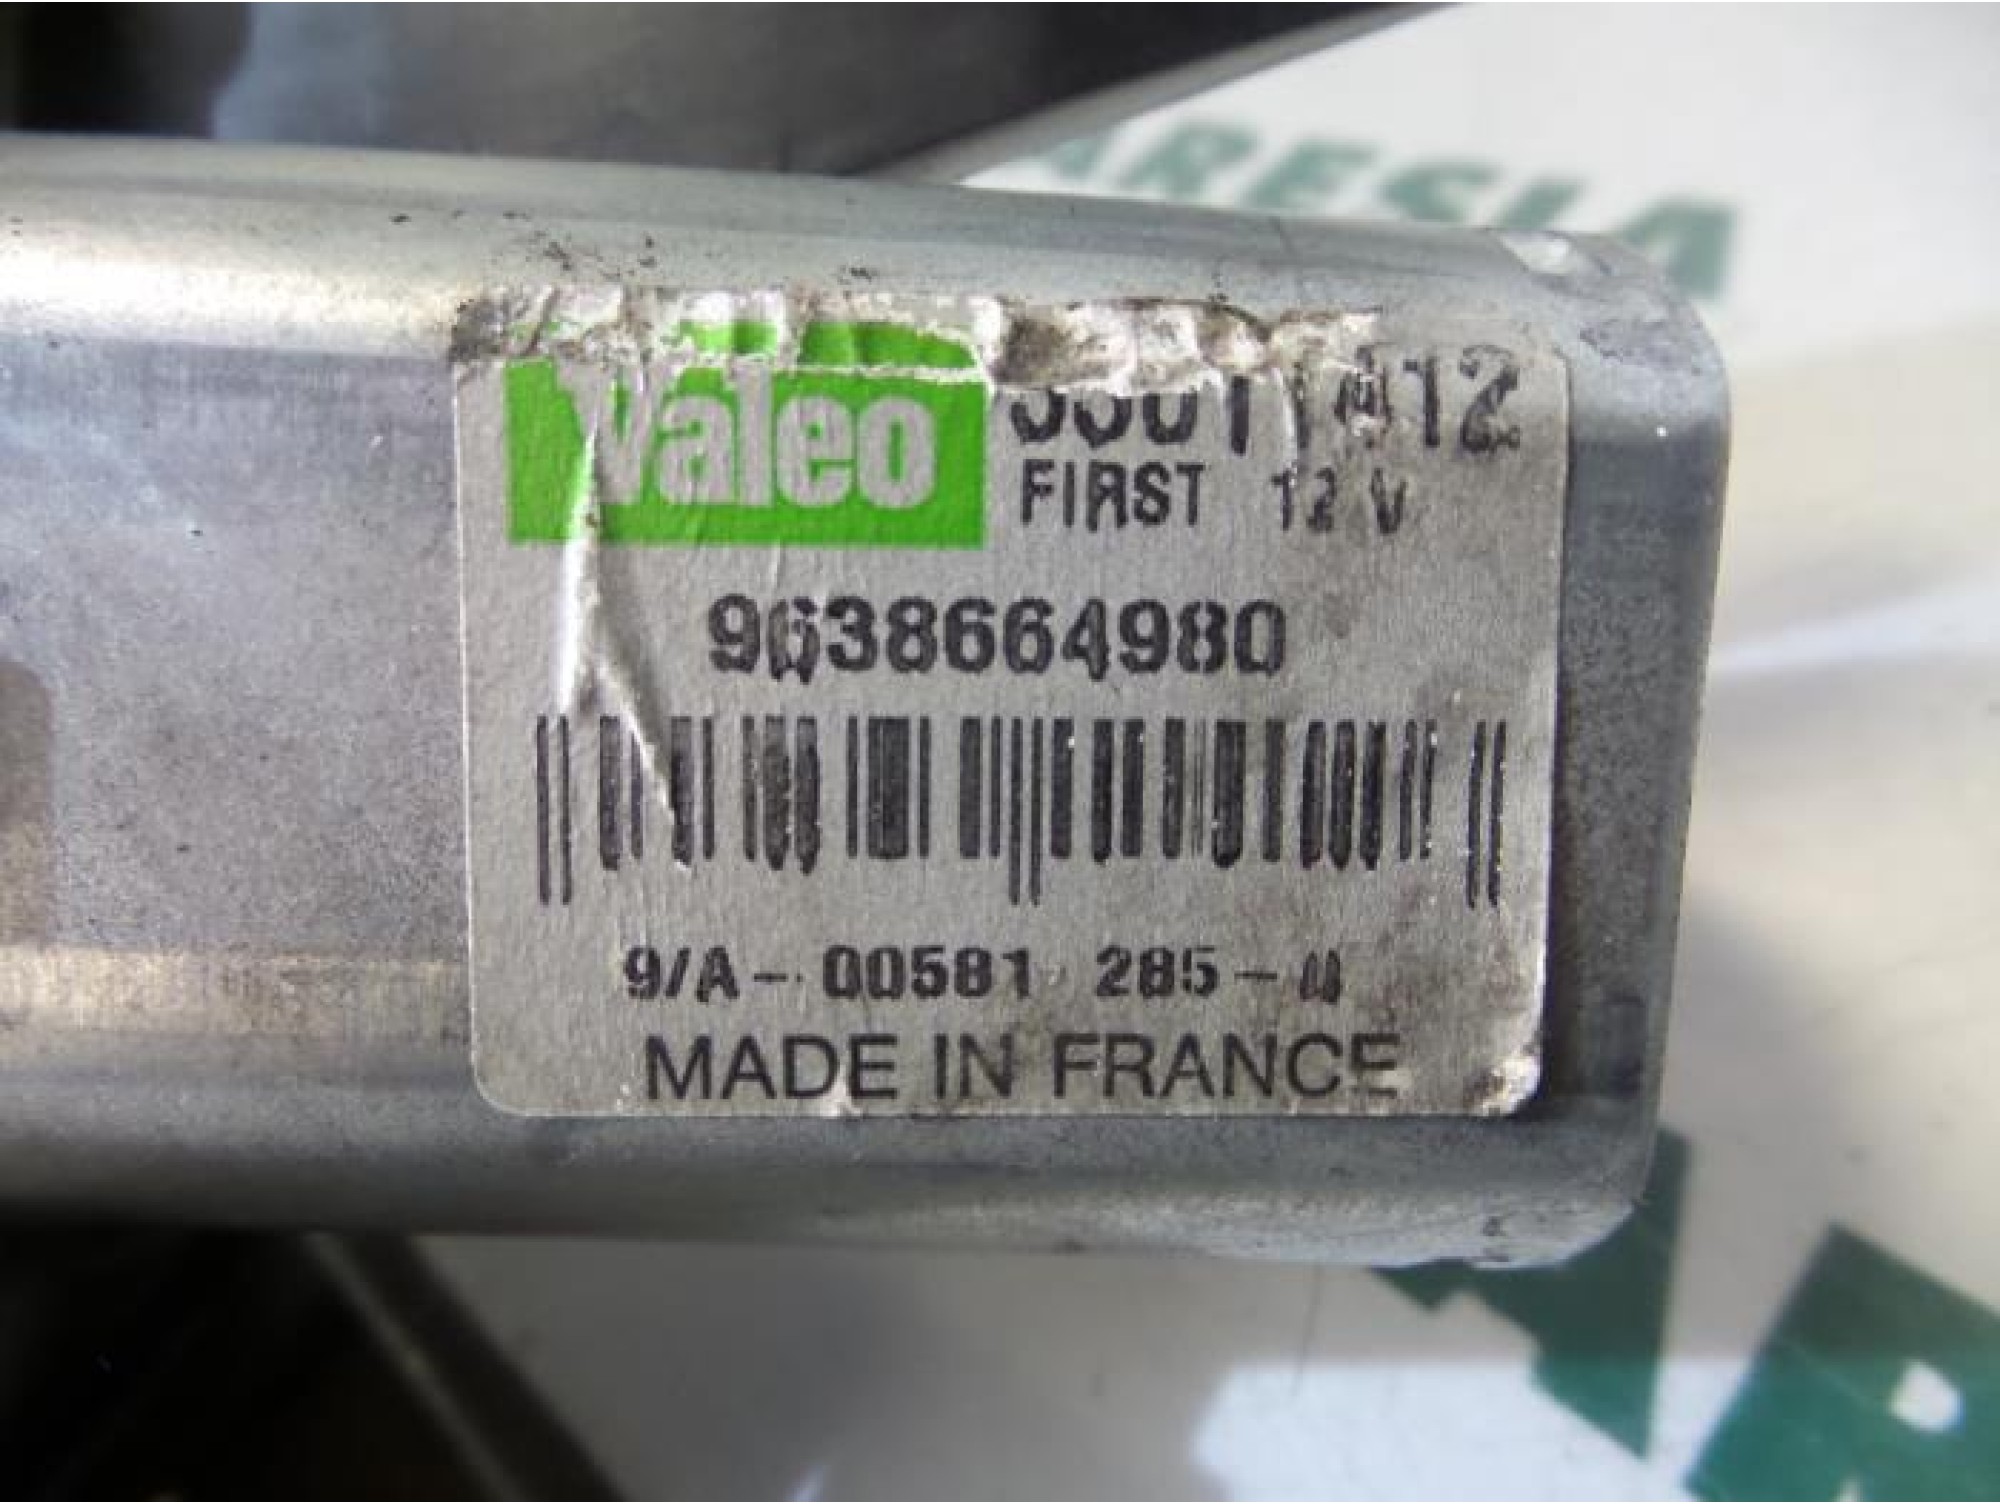 Valeo
FIRST 12 V
9638664980
9/A-00581 285-A
MADE IN FRANCE